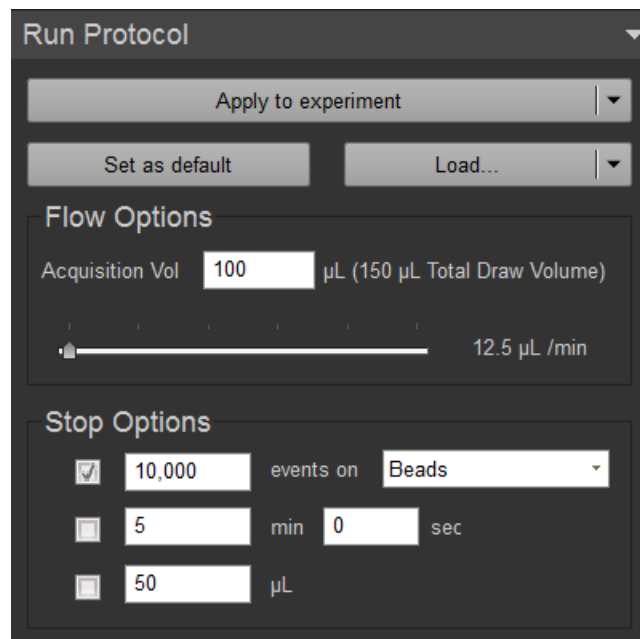 Run Protocol
Apply to experiment
Set as default Load...
Flow Options
Acquisition Vol 100 µL (150 µL Total Draw Volume)
12.5 µL /min
Stop Options
10,000 events on Beads
5 min 0 sec
50 µL